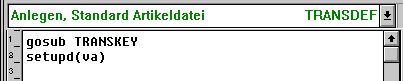 Anlegen, Standard Artikeldatei TRANSDEF
1 gosub TRANSKEY
2 setupd(va)
3